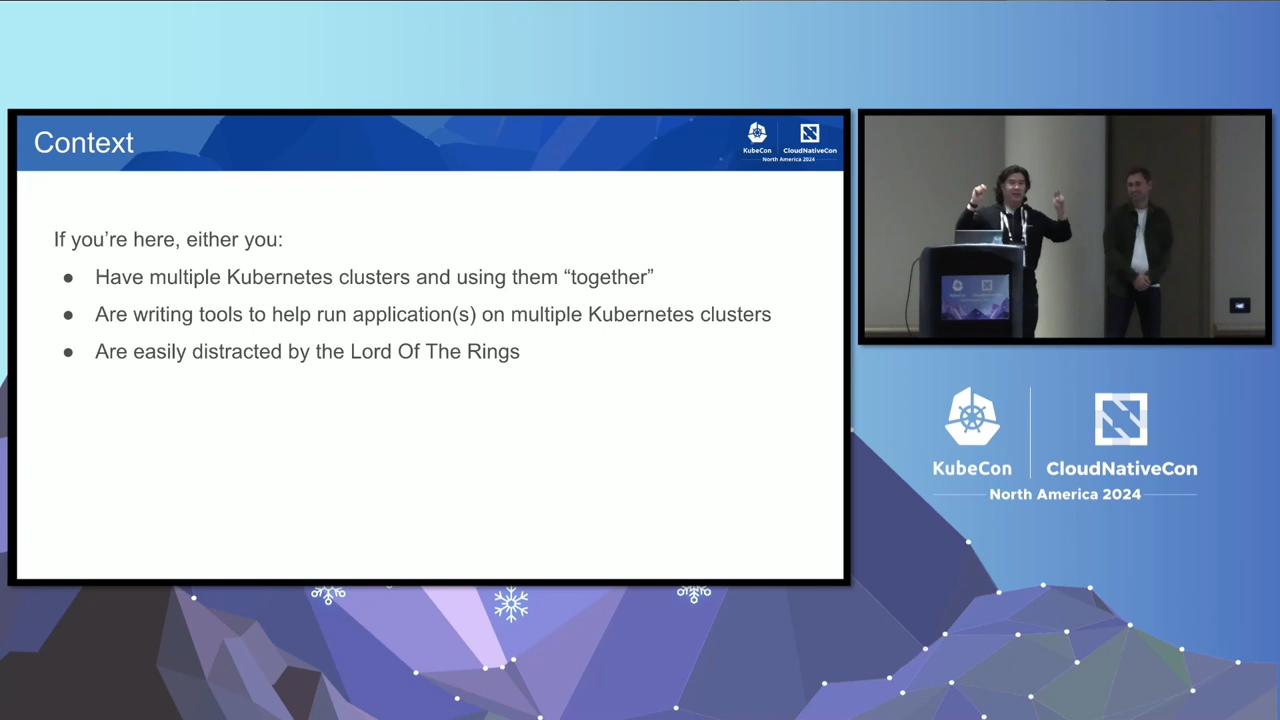 Context
KubeCon
CloudNativeCon
North America 2024
If you’re here, either you:
● Have multiple Kubernetes clusters and using them “together”
● Are writing tools to help run application(s) on multiple Kubernetes clusters
● Are easily distracted by the Lord Of The Rings
KubeCon
CloudNativeCon
North America 2024